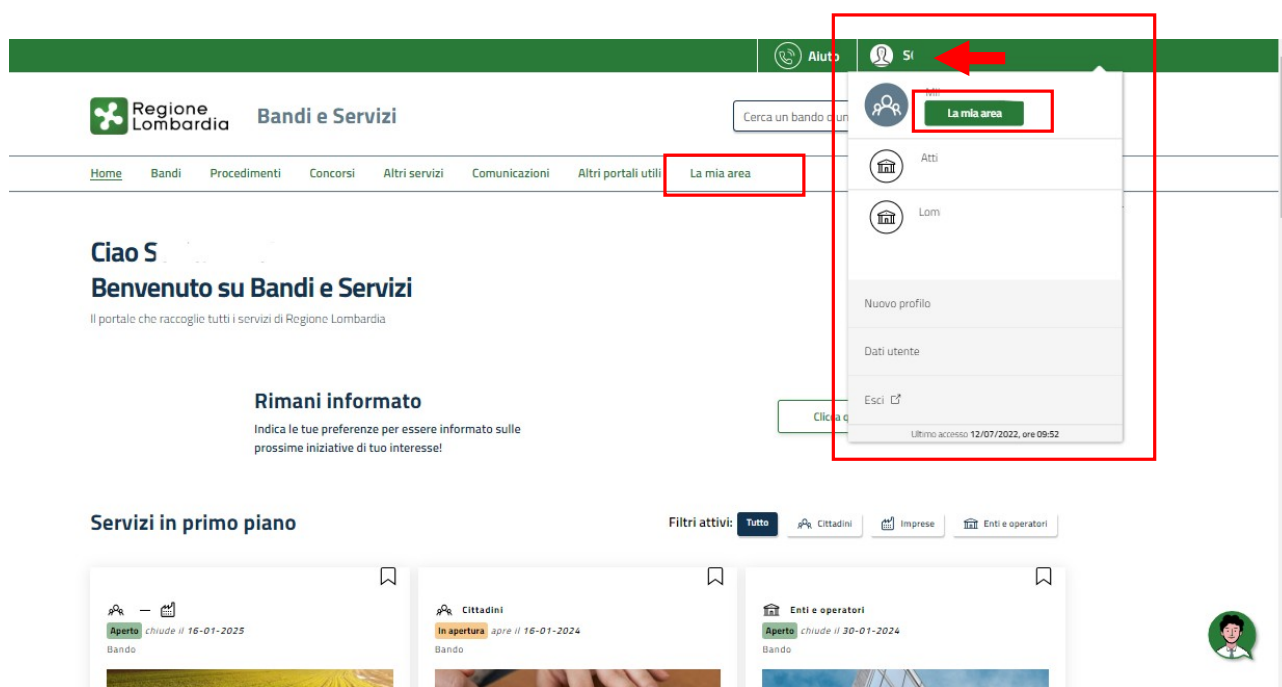 Aiuto
S
Regione
Lombardia
Bandi e Servizi
Cerca un bando o un
La mia area
Atti
Lom
Home Bandi Procedimenti Concorsi Altri servizi Comunicazioni Altri portali utili La mia area
Ciao S
Benvenuto su Bandi e Servizi
Il portale che raccoglie tutti i servizi di Regione Lombardia
Nuovo profilo
Dati utente
Esci
Ultimo accesso 12/07/2022, ore 09:52
Rimani informato
Indica le tue preferenze per essere informato sulle
prossime iniziative di tuo interesse!
Clicca q
Servizi in primo piano
Filtri attivi: Tutto Cittadini Imprese Enti e operatori
Aperto chiude il 16-01-2025
Bando
Cittadini
In apertura apre il 16-01-2024
Bando
Enti e operatori
Aperto chiude il 30-01-2024
Bando